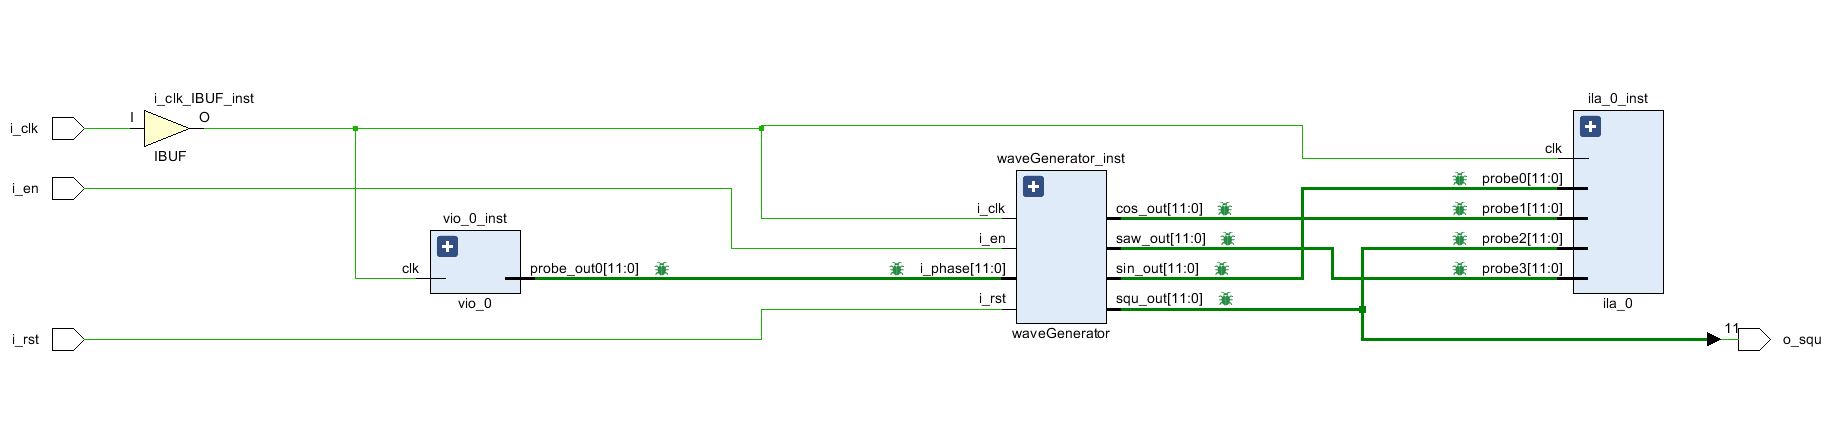 i_clk_IBUF_inst
i_clk
I
O
IBUF
i_en
vio_0_inst
clk
probe_out0[11:0]
vio_0
i_rst
waveGenerator_inst
i_clk
i_en
i_phase[11:0]
i_rst
cos_out[11:0]
saw_out[11:0]
sin_out[11:0]
squ_out[11:0]
waveGenerator
ila_0_inst
clk
probe0[11:0]
probe1[11:0]
probe2[11:0]
probe3[11:0]
ila_0
11
o_squ